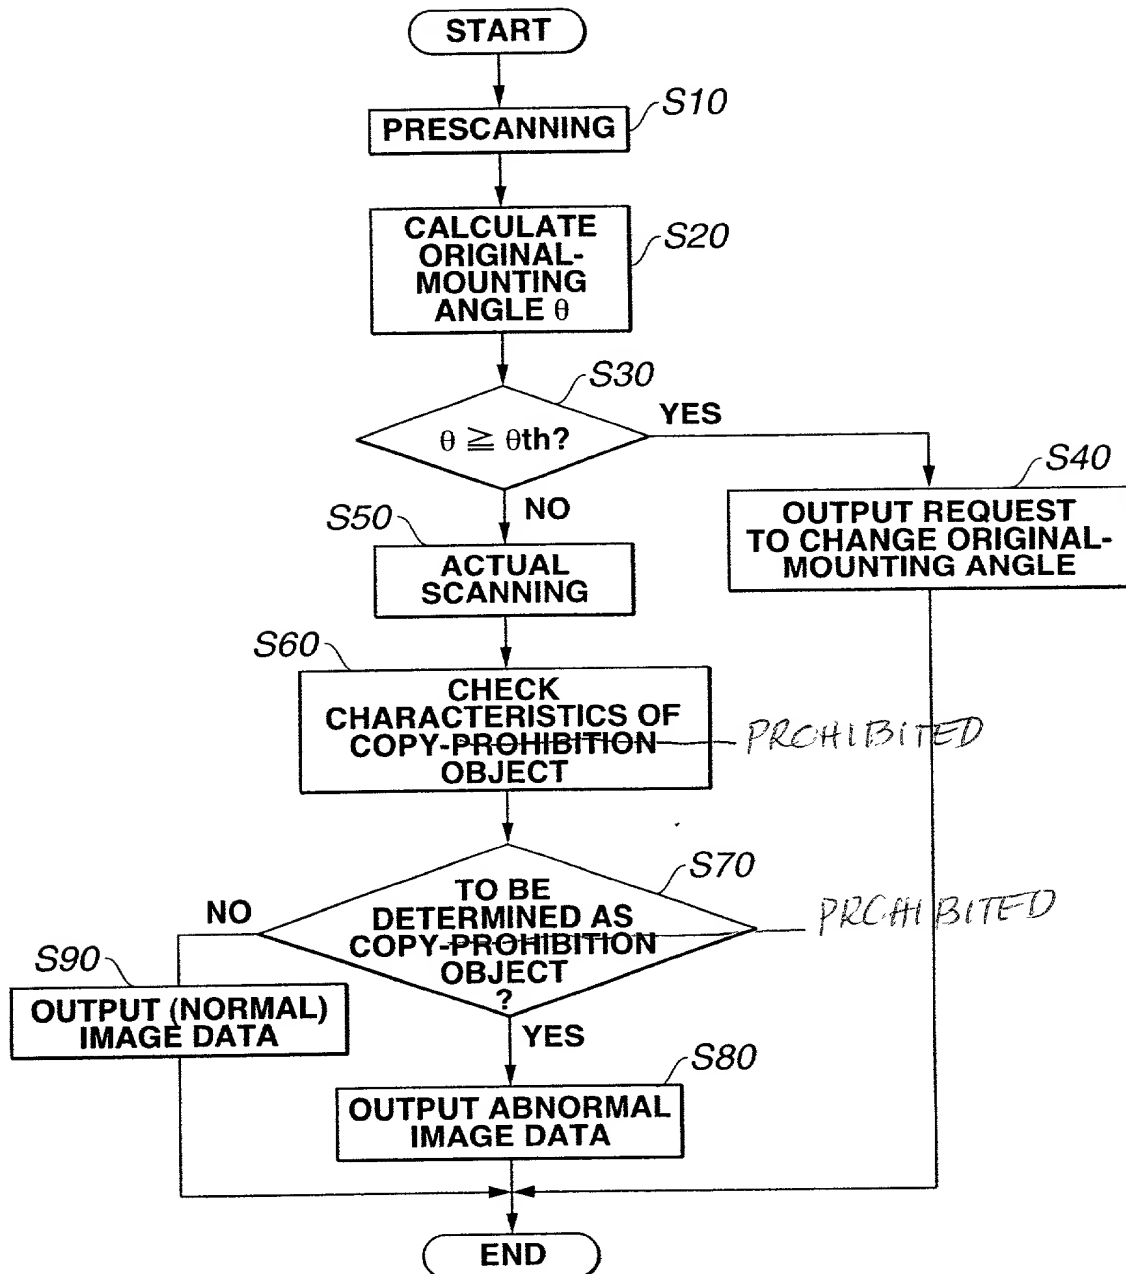 START
S10
PRESCANNING
S20
CALCULATE
ORIGINAL-
MOUNTING
ANGLE θ
S30
θ ≧ θth?
YES
NO
S40
OUTPUT REQUEST
TO CHANGE ORIGINAL-
MOUNTING ANGLE
S50
ACTUAL
SCANNING
S60
CHECK
CHARACTERISTICS OF
COPY-PROHIBITION
OBJECT
PROHIBITED
S70
TO BE
DETERMINED AS
COPY-PROHIBITION
OBJECT
?
PROHIBITED
NO
YES
S90
OUTPUT (NORMAL)
IMAGE DATA
S80
OUTPUT ABNORMAL
IMAGE DATA
END